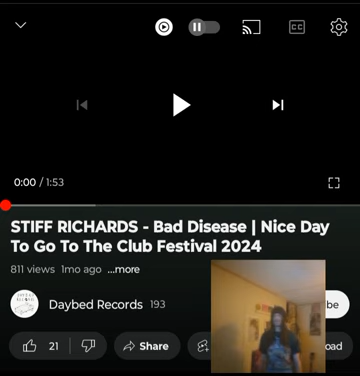 CC
0:00 / 1:53
STIFF RICHARDS - Bad Disease | Nice Day
To Go To The Club Festival 2024
811 views 1mo ago ...more
Daybed Records 193
be
21 Share oad